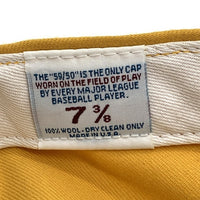 THE "59/50" IS THE ONLY CAP
WORN ON THE FIELD OF PLAY
BY EVERY MAJOR LEAGUE
BASEBALL PLAYER.
7 3/8
100% WOOL - DRY CLEAN ONLY
MADE IN U.S.A.